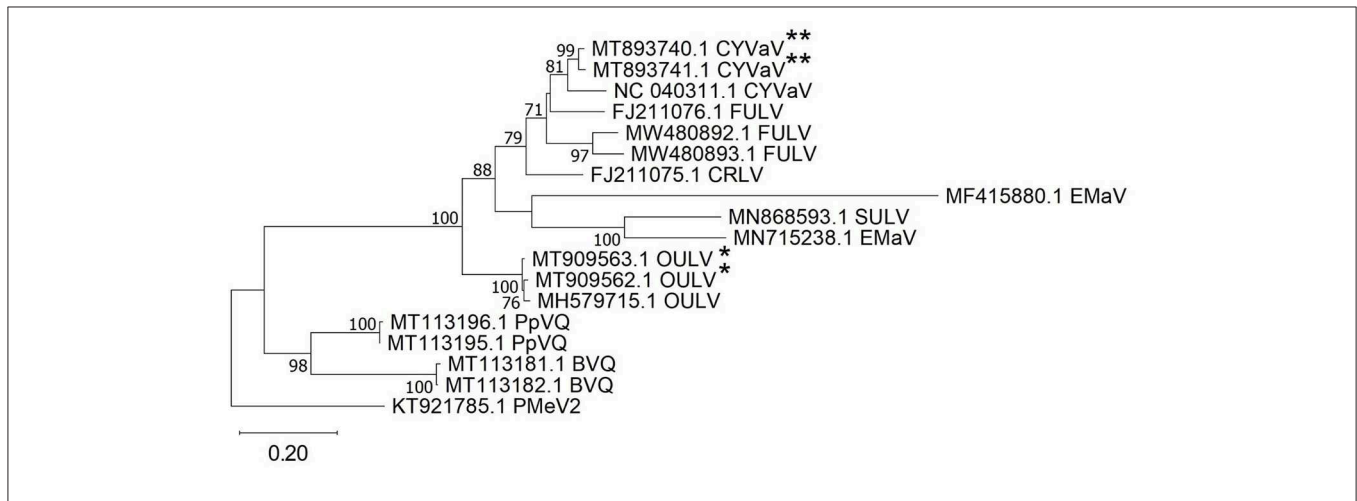 99 MT893740.1 CYVaV**
81 MT893741.1 CYVaV**
NC 040311.1 CYVaV
71 FJ211076.1 FULV
MW480892.1 FULV
79 97 MW480893.1 FULV
88 FJ211075.1 CRLV
MF415880.1 EMaV
100 MN868593.1 SULV
100 MN715238.1 EMaV
MT909563.1 OULV*
100 MT909562.1 OULV*
76 MH579715.1 OULV
100 MT113196.1 PpVQ
MT113195.1 PpVQ
98 MT113181.1 BVQ
100 MT113182.1 BVQ
KT921785.1 PMeV2
0.20